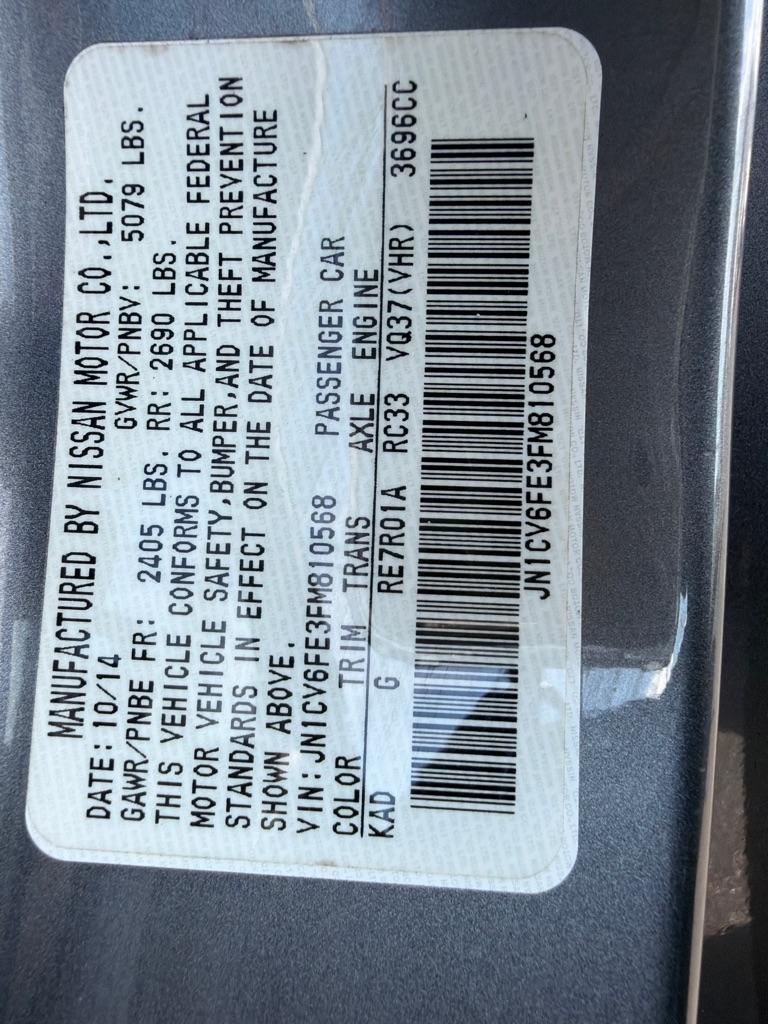 MANUFACTURED BY NISSAN MOTOR CO.,LTD.
DATE: 10/14 GVWR/PNBV: 5079 LBS.
GAWR/PNBE FR: 2405 LBS. RR: 2690 LBS.
THIS VEHICLE CONFORMS TO ALL APPLICABLE FEDERAL
MOTOR VEHICLE SAFETY,BUMPER,AND THEFT PREVENTION
STANDARDS IN EFFECT ON THE DATE OF MANUFACTURE
SHOWN ABOVE.
VIN:JN1CV6FE3FM810568 PASSENGER CAR
COLOR TRIM TRANS AXLE ENGINE
KAD G RE7R01A RC33 VQ37(VHR) 3696CC
JN1CV6FE3FM810568